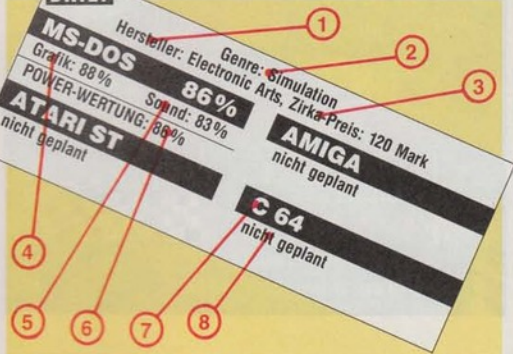 1
2
3
Genre: Simulation
Hersteller: Electronic Arts, Zirka-Preis: 120 Mark
MS-DOS 86%
Grafik: 88% Sound: 83%
POWER-WERTUNG: 86%
AMIGA
nicht geplant
ATARI ST
nicht geplant
C 64
nicht geplant
4
5
6
7
8